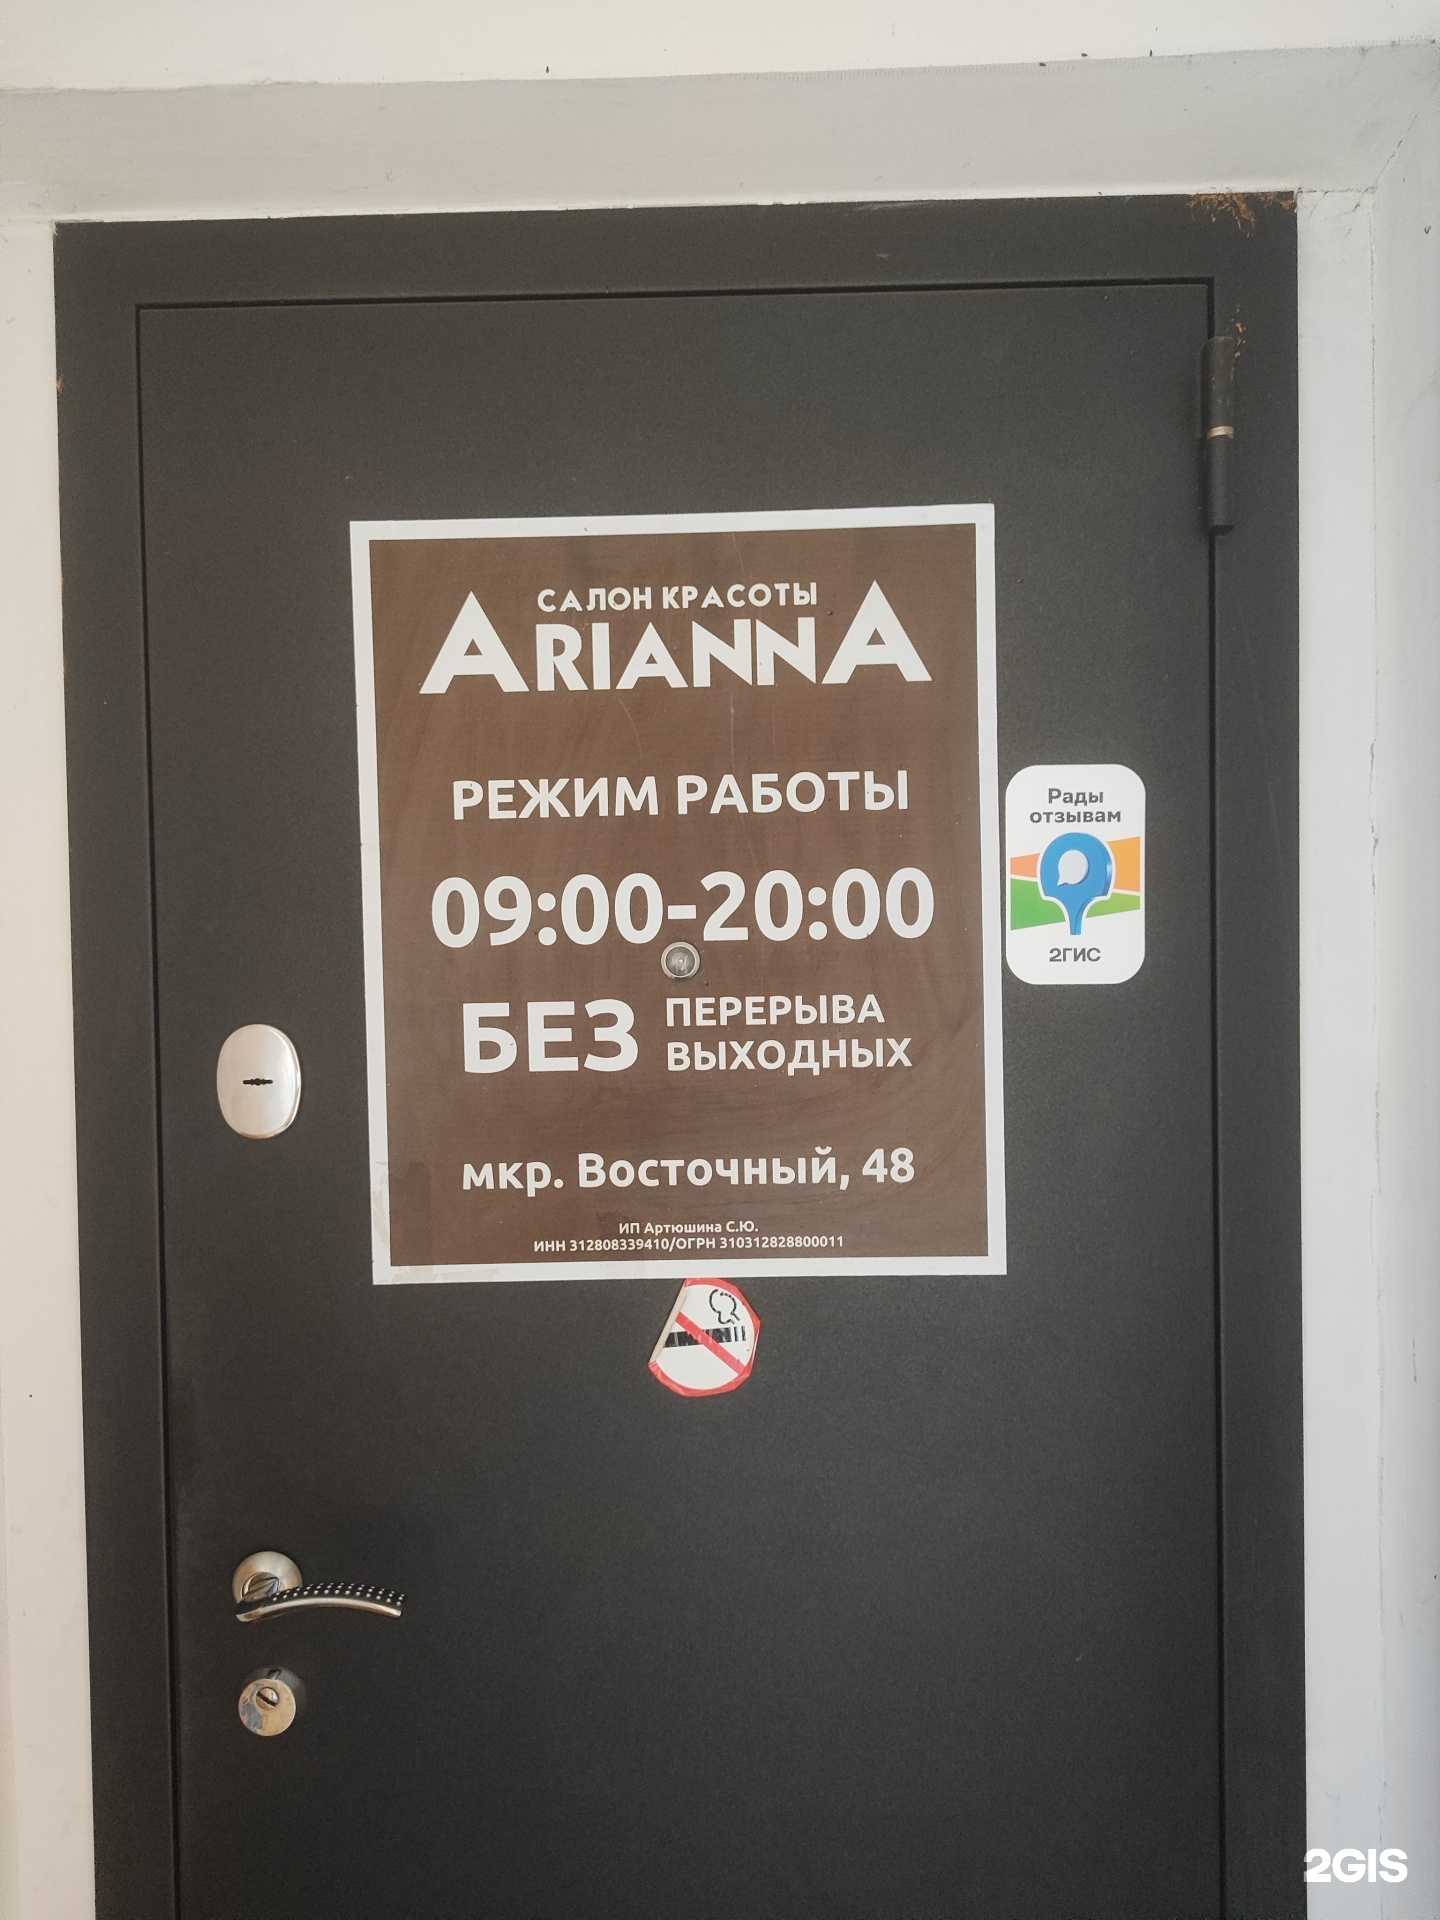 САЛОН КРАСОТЫ
ARIANNA
РЕЖИМ РАБОТЫ
09:00-20:00
БЕЗ ПЕРЕРЫВА
ВЫХОДНЫХ
мкр. Восточный, 48
ИП Артюшина С.Ю.
ИНН 312808339410/ОГРН 310312828800011
Рады
отзывам
2ГИС
2GIS